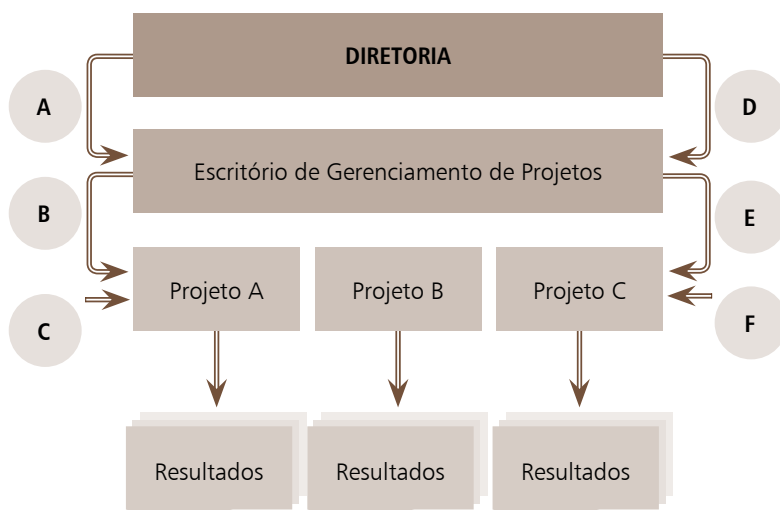 DIRETORIA
A
D
Escritório de Gerenciamento de Projetos
B
E
Projeto A
Projeto B
Projeto C
C
F
Resultados
Resultados
Resultados